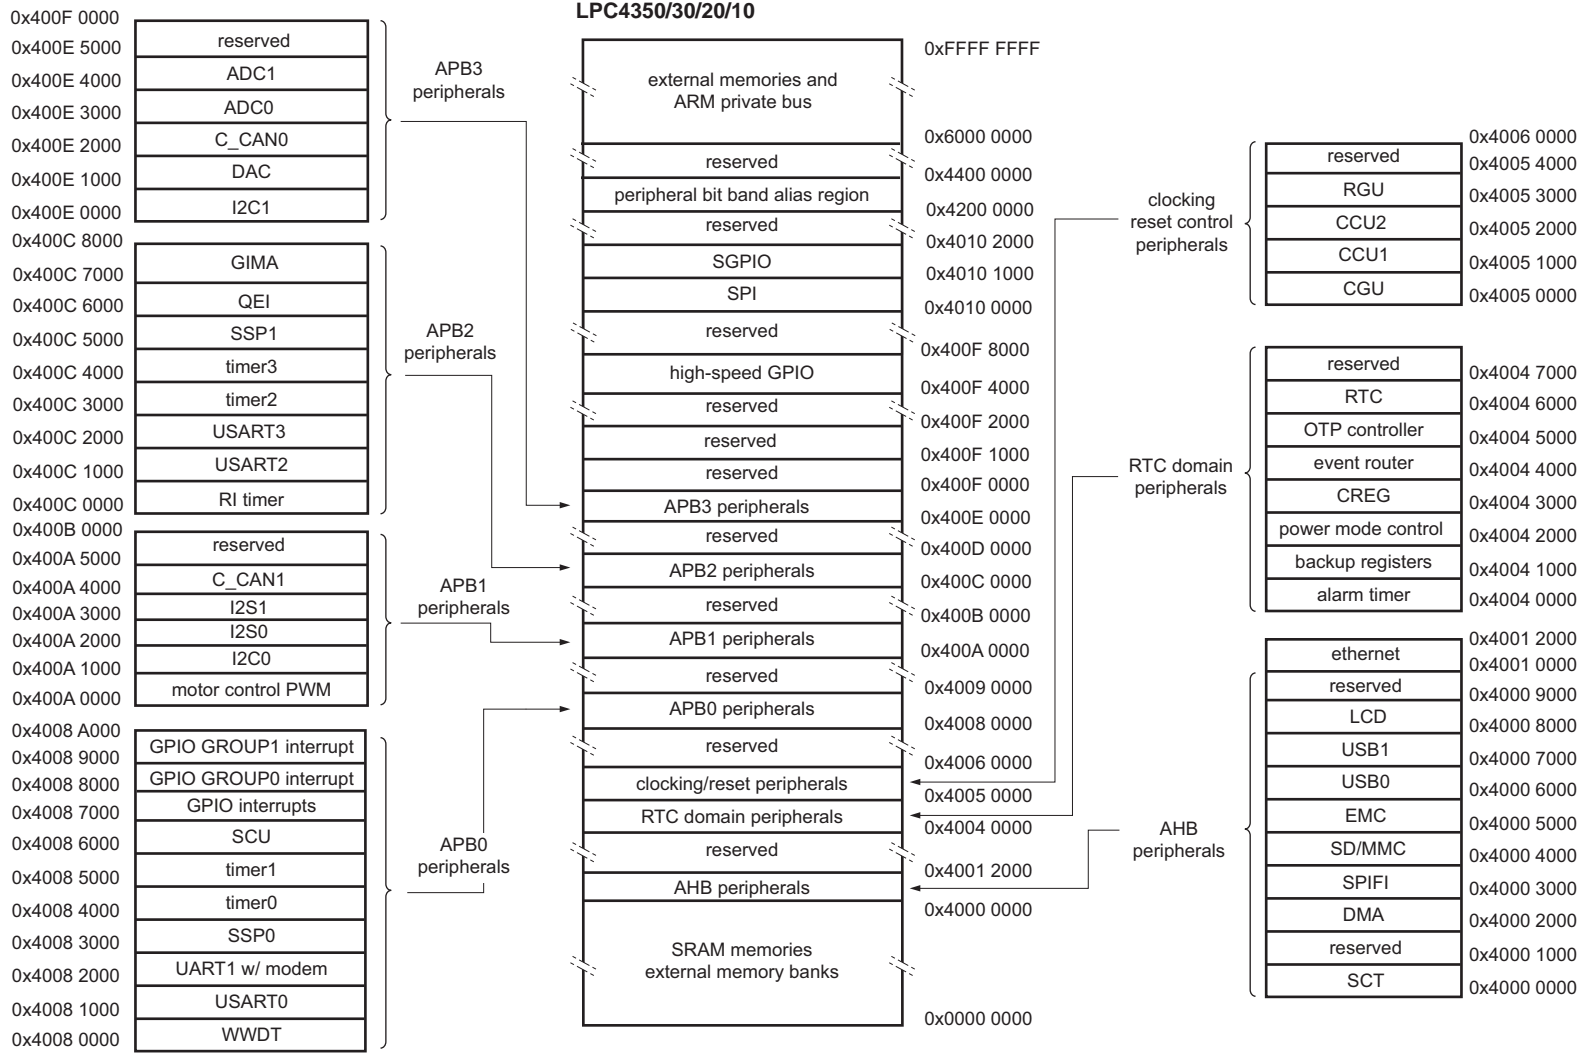 LPC4350/30/20/10
0x400F 0000
reserved
0x400E 5000
ADC1
0x400E 4000
ADC0
0x400E 3000
C_CAN0
0x400E 2000
DAC
0x400E 1000
I2C1
0x400E 0000
APB3
peripherals
0x400C 8000
GIMA
0x400C 7000
QEI
0x400C 6000
SSP1
0x400C 5000
timer3
0x400C 4000
timer2
0x400C 3000
USART3
0x400C 2000
USART2
0x400C 1000
RI timer
0x400C 0000
APB2
peripherals
0x400B 0000
reserved
0x400A 5000
C_CAN1
0x400A 4000
I2S1
0x400A 3000
I2S0
0x400A 2000
I2C0
0x400A 1000
motor control PWM
0x400A 0000
APB1
peripherals
0x4008 A000
GPIO GROUP1 interrupt
0x4008 9000
GPIO GROUP0 interrupt
0x4008 8000
GPIO interrupts
0x4008 7000
SCU
0x4008 6000
timer1
0x4008 5000
timer0
0x4008 4000
SSP0
0x4008 3000
UART1 w/ modem
0x4008 2000
USART0
0x4008 1000
WWDT
0x4008 0000
APB0
peripherals
0xFFFF FFFF
external memories and
ARM private bus
0x6000 0000
reserved
0x4400 0000
peripheral bit band alias region
0x4200 0000
reserved
0x4010 2000
SGPIO
0x4010 1000
SPI
0x4010 0000
reserved
0x400F 8000
high-speed GPIO
0x400F 4000
reserved
0x400F 2000
reserved
0x400F 1000
reserved
0x400F 0000
APB3 peripherals
0x400E 0000
reserved
0x400D 0000
APB2 peripherals
0x400C 0000
reserved
0x400B 0000
APB1 peripherals
0x400A 0000
reserved
0x4009 0000
APB0 peripherals
0x4008 0000
reserved
0x4006 0000
clocking/reset peripherals
0x4005 0000
RTC domain peripherals
0x4004 0000
reserved
0x4001 2000
AHB peripherals
0x4000 0000
SRAM memories
external memory banks
0x0000 0000
clocking
reset control
peripherals
0x4006 0000
reserved
0x4005 4000
RGU
0x4005 3000
CCU2
0x4005 2000
CCU1
0x4005 1000
CGU
0x4005 0000
RTC domain
peripherals
reserved
0x4004 7000
RTC
0x4004 6000
OTP controller
0x4004 5000
event router
0x4004 4000
CREG
0x4004 3000
power mode control
0x4004 2000
backup registers
0x4004 1000
alarm timer
0x4004 0000
AHB
peripherals
0x4001 2000
ethernet
0x4001 0000
reserved
0x4000 9000
LCD
0x4000 8000
USB1
0x4000 7000
USB0
0x4000 6000
EMC
0x4000 5000
SD/MMC
0x4000 4000
SPIFI
0x4000 3000
DMA
0x4000 2000
reserved
0x4000 1000
SCT
0x4000 0000